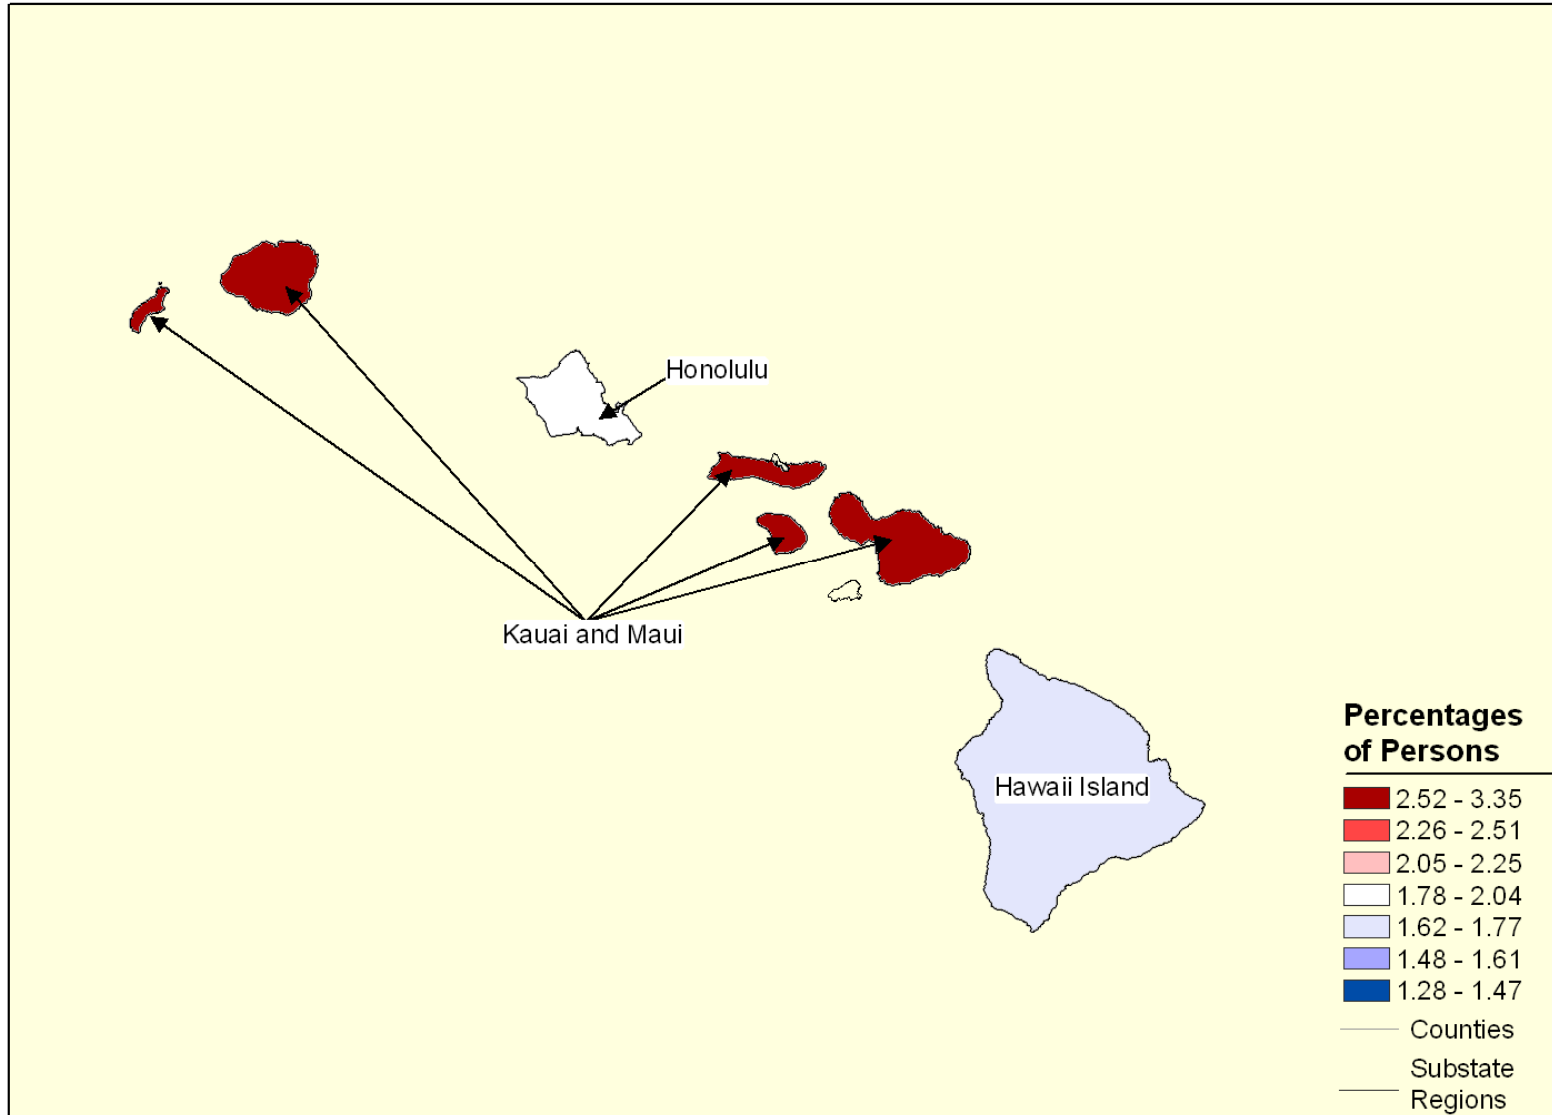 Honolulu
Kauai and Maui
Hawaii Island
Percentages
of Persons
2.52 - 3.35
2.26 - 2.51
2.05 - 2.25
1.78 - 2.04
1.62 - 1.77
1.48 - 1.61
1.28 - 1.47
Counties
Substate
Regions